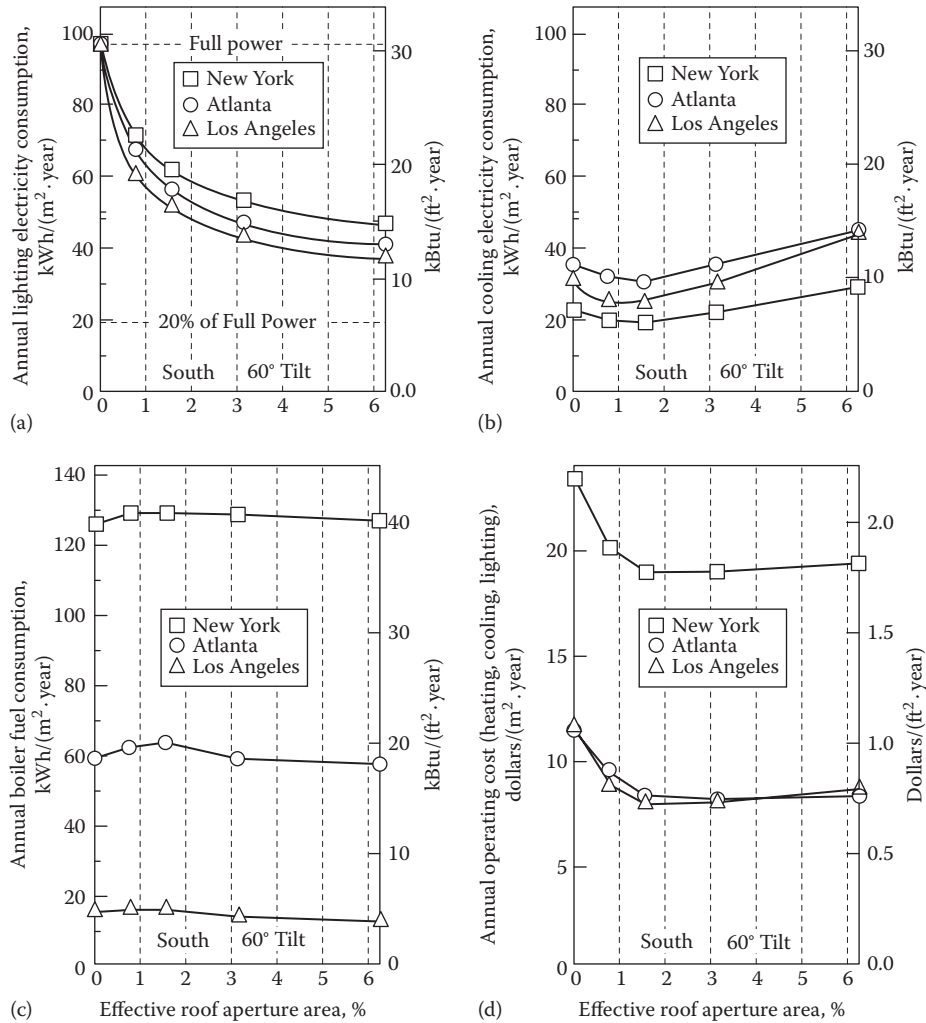 (a)
Annual lighting electricity consumption,
kWh/(m² · year)
100
80
60
40
20
0
Full power
New York
Atlanta
Los Angeles
20% of Full Power
South 60° Tilt
0 1 2 3 4 5 6
30
20
10
0.0
kBtu/(ft² · year)
(b)
Annual cooling electricity consumption,
kWh/(m² · year)
100
80
60
40
20
0
New York
Atlanta
Los Angeles
South 60° Tilt
0 1 2 3 4 5 6
30
20
10
0
kBtu/(ft² · year)
(c)
Annual boiler fuel consumption,
kWh/(m² · year)
140
120
100
80
60
40
20
0
New York
Atlanta
Los Angeles
South 60° Tilt
0 1 2 3 4 5 6
Effective roof aperture area, %
40
30
20
10
0
kBtu/(ft² · year)
(d)
Annual operating cost (heating, cooling, lighting),
dollars/(m² · year)
20
15
10
5
0
New York
Atlanta
Los Angeles
South 60° Tilt
0 1 2 3 4 5 6
Effective roof aperture area, %
2.0
1.5
1.0
0.5
0.0
Dollars/(ft² · year)